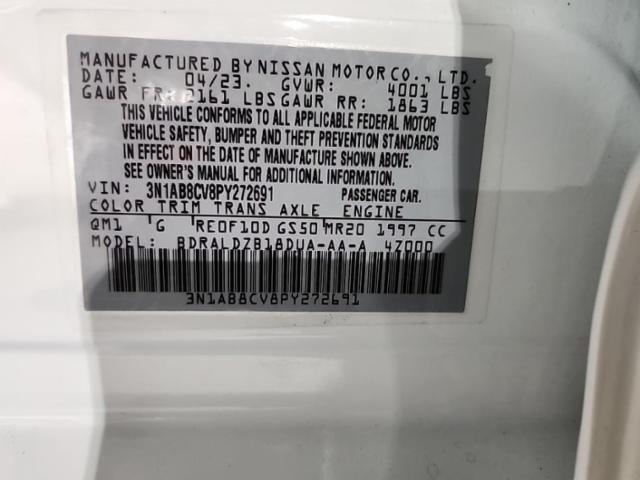 MANUFACTURED BY NISSAN MOTOR CO., LTD.
DATE: 04/23. GVWR: 4001 LBS
GAWR FR: 2161 LBS GAWR RR: 1863 LBS
THIS VEHICLE CONFORMS TO ALL APPLICABLE FEDERAL MOTOR
VEHICLE SAFETY, BUMPER AND THEFT PREVENTION STANDARDS
IN EFFECT ON THE DATE OF MANUFACTURE SHOWN ABOVE.
SEE OWNER'S MANUAL FOR ADDITIONAL INFORMATION.
VIN: 3N1AB8CV8PY272691 PASSENGER CAR.
COLOR TRIM TRANS AXLE ENGINE
QM1 G RE0F10D GS50 MR20 1997 CC
MODEL: BDRALDZB18DUA-AA-A 4Z000
3N1AB8CV8PY272691